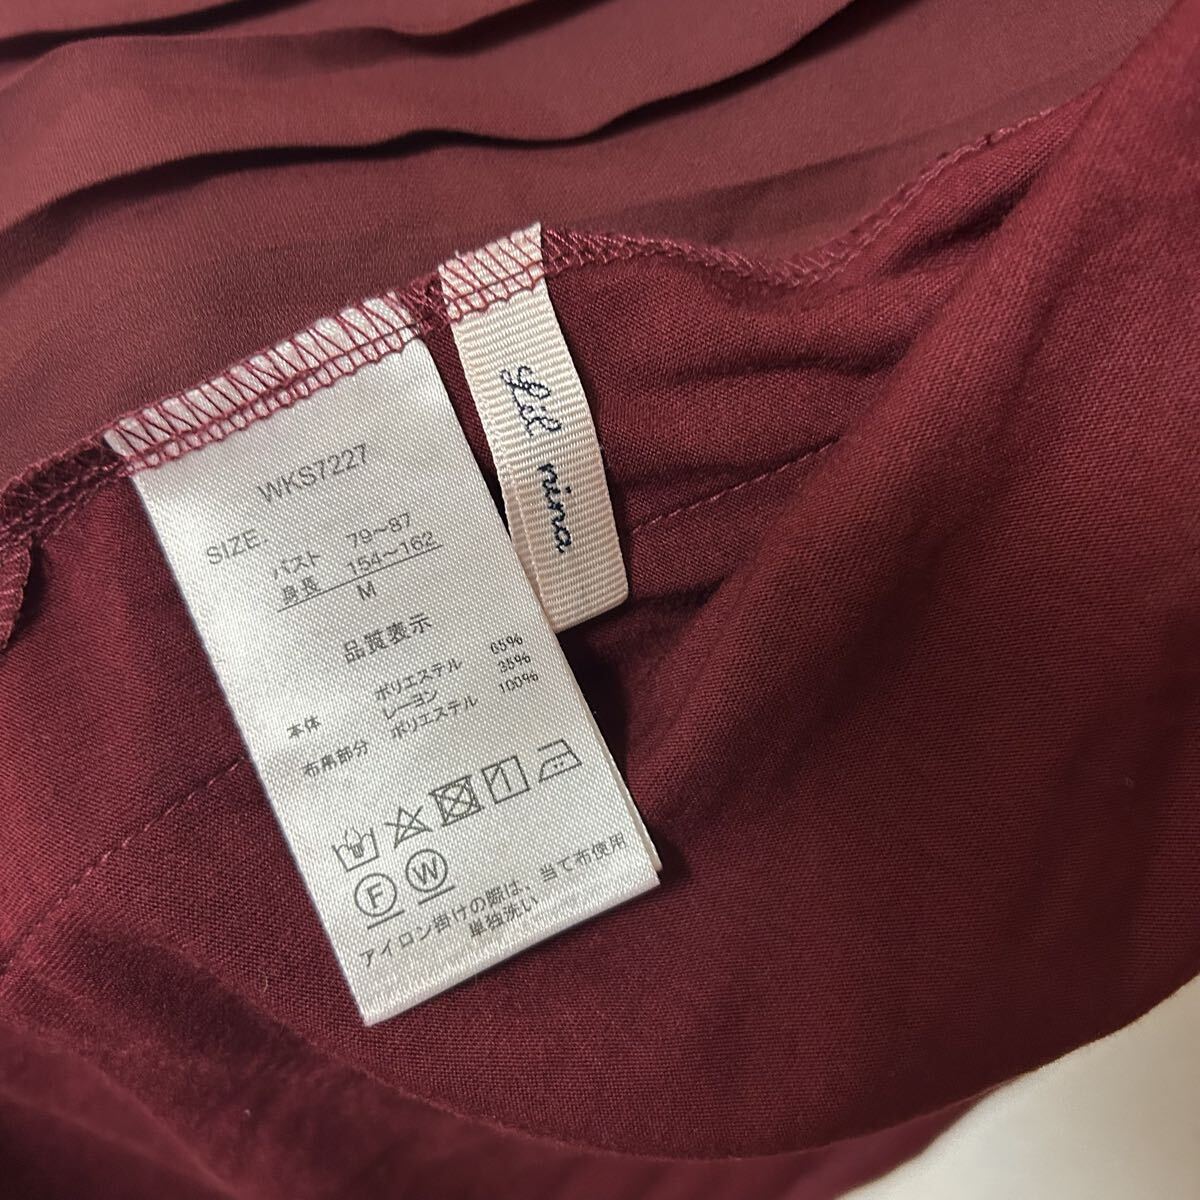 WKS7227
SIZE.
バスト 79～87
身長 154～162
M
品質表示
本体 ポリエステル 65%
レーヨン 35%
布帛部分 ポリエステル 100%
F W
アイロン掛けの際は、当て布使用
単独洗い
Lil nina